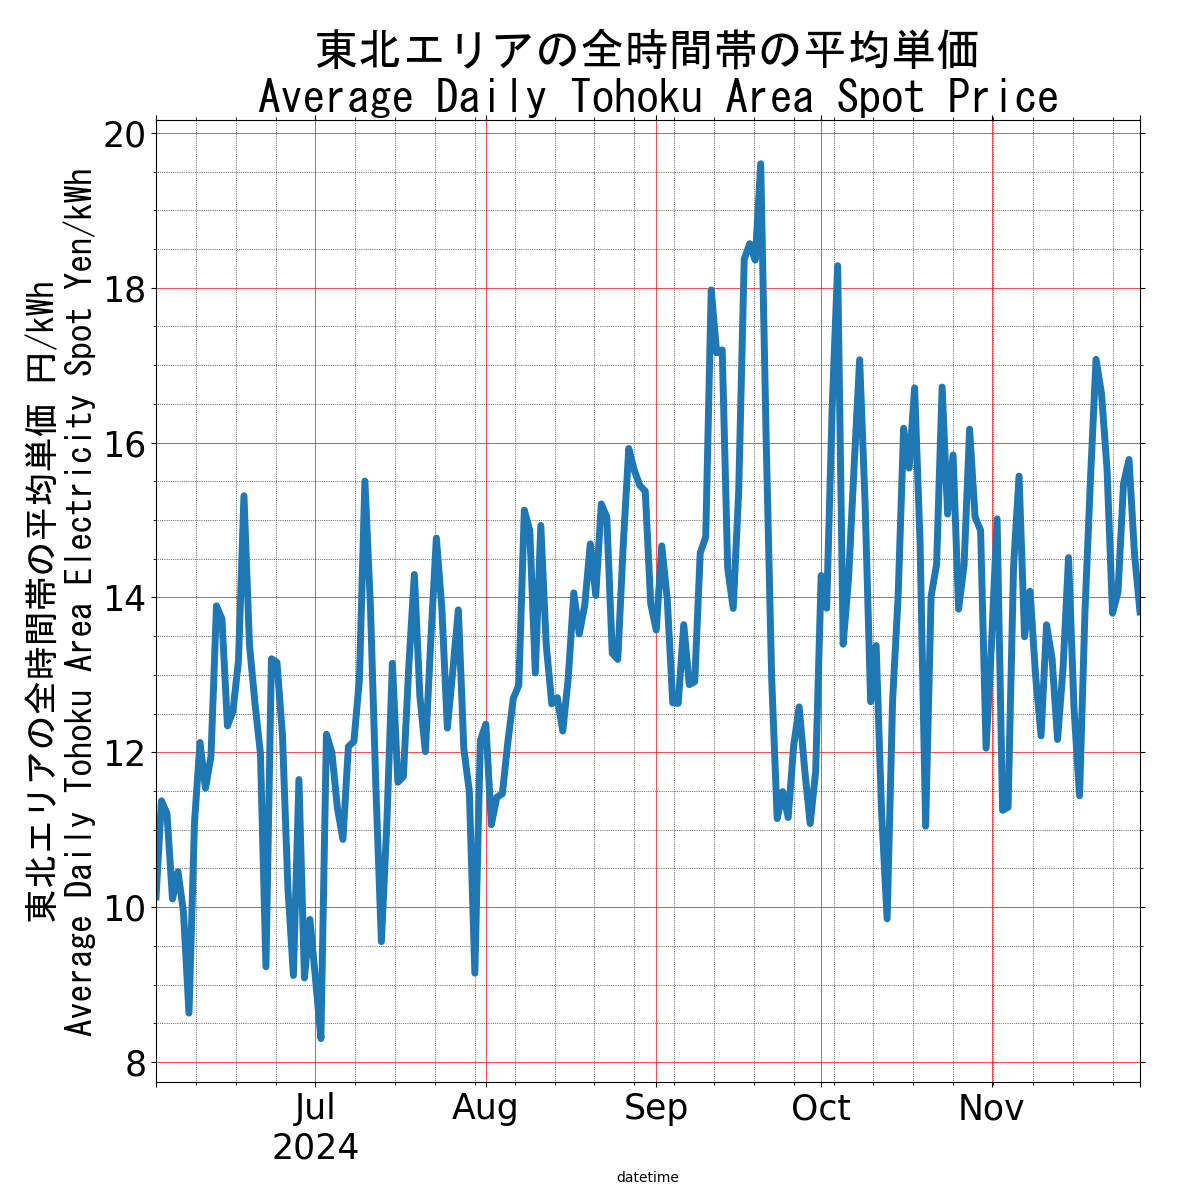 東北エリアの全時間帯の平均単価
Average Daily Tohoku Area Spot Price
東北エリアの全時間帯の平均単価 円/kWh
Average Daily Tohoku Area Electricity Spot Yen/kWh
20
18
16
14
12
10
8
Jul
2024
Aug
Sep
Oct
Nov
datetime